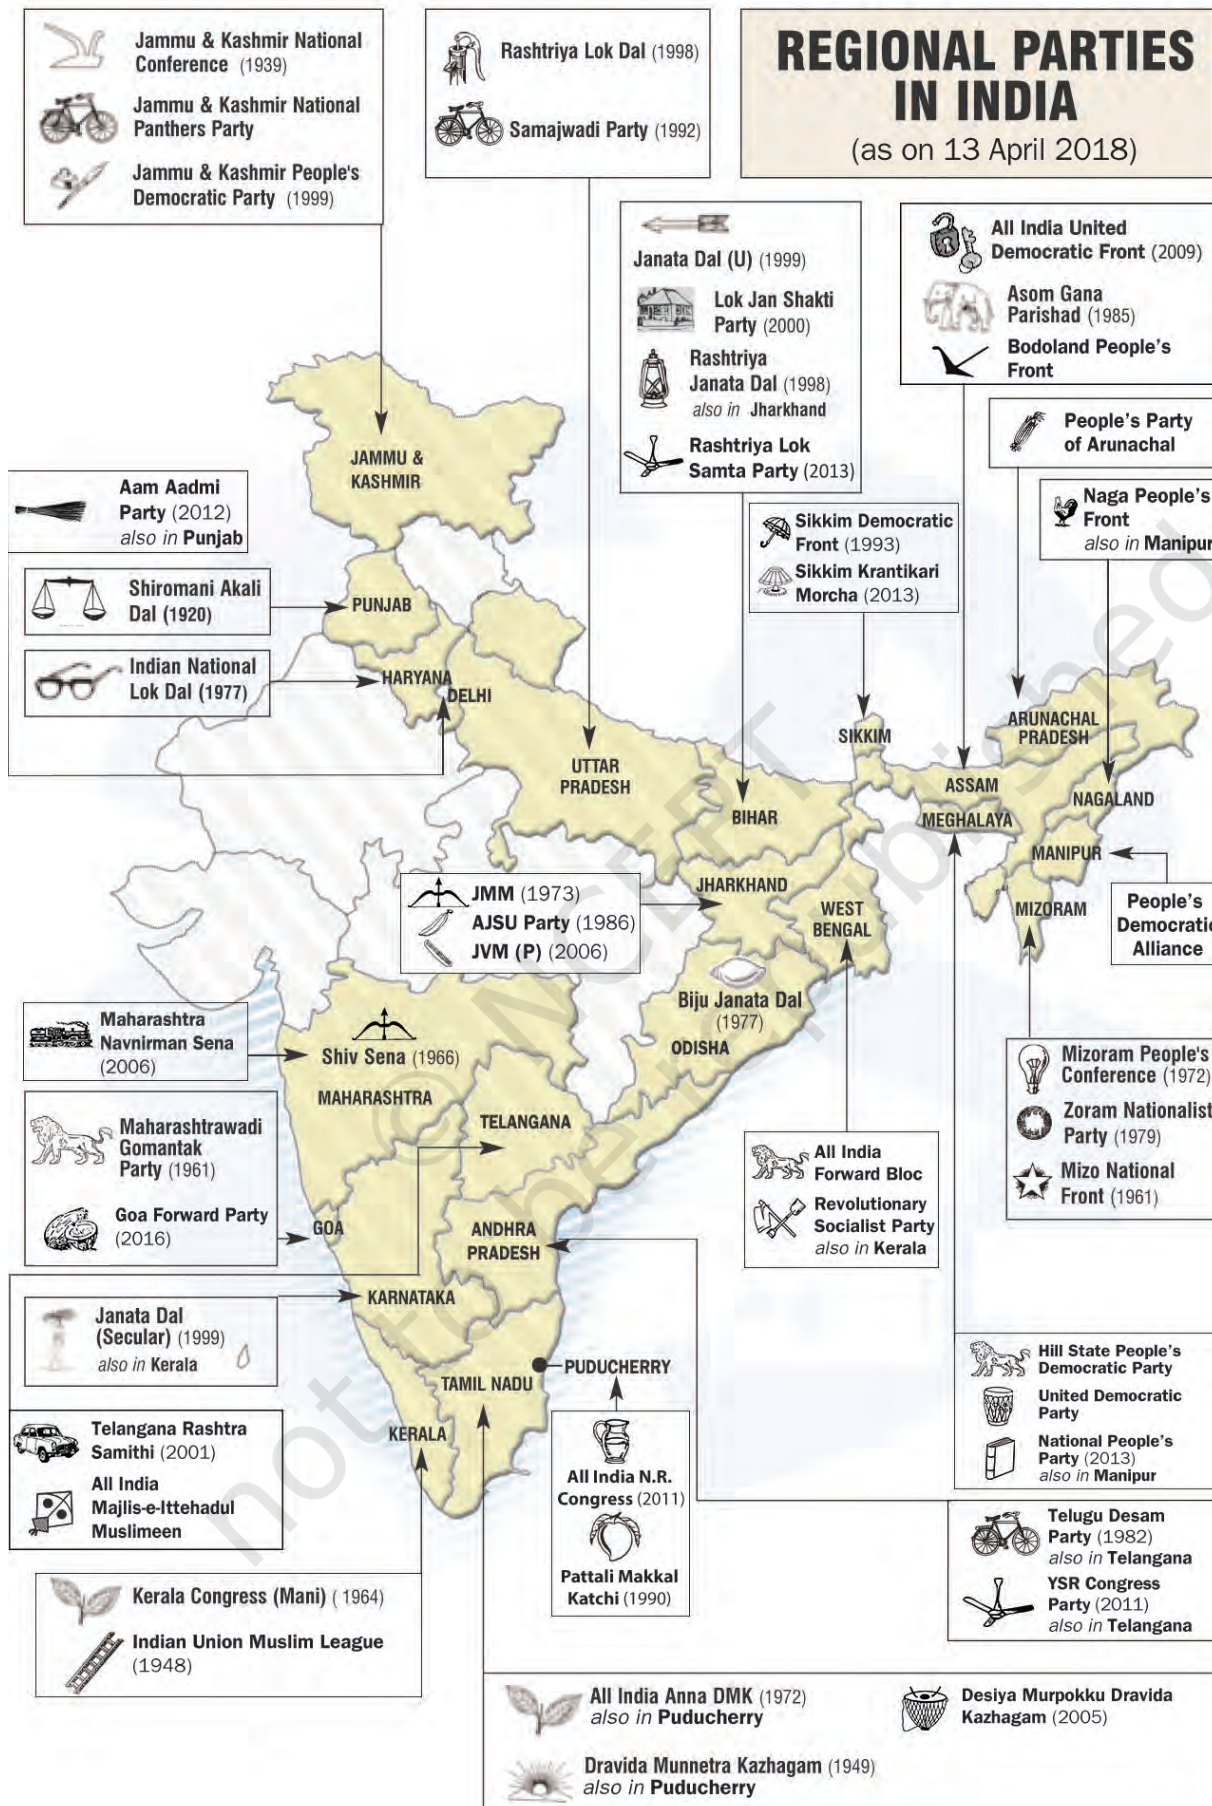 REGIONAL PARTIES
IN INDIA
(as on 13 April 2018)
Jammu & Kashmir National
Conference (1939)
Jammu & Kashmir National
Panthers Party
Jammu & Kashmir People's
Democratic Party (1999)
Rashtriya Lok Dal (1998)
Samajwadi Party (1992)
Janata Dal (U) (1999)
Lok Jan Shakti
Party (2000)
Rashtriya
Janata Dal (1998)
also in Jharkhand
Rashtriya Lok
Samta Party (2013)
All India United
Democratic Front (2009)
Asom Gana
Parishad (1985)
Bodoland People's
Front
People's Party
of Arunachal
Naga People's
Front
also in Manipur
Sikkim Democratic
Front (1993)
Sikkim Krantikari
Morcha (2013)
Aam Aadmi
Party (2012)
also in Punjab
Shiromani Akali
Dal (1920)
Indian National
Lok Dal (1977)
JAMMU &
KASHMIR
PUNJAB
HARYANA
DELHI
UTTAR
PRADESH
BIHAR
SIKKIM
ARUNACHAL
PRADESH
ASSAM
NAGALAND
MEGHALAYA
MANIPUR
MIZORAM
JHARKHAND
WEST
BENGAL
JMM (1973)
AJSU Party (1986)
JVM (P) (2006)
People's
Democratic
Alliance
Biju Janata Dal
(1977)
ODISHA
Maharashtra
Navnirman Sena
(2006)
Shiv Sena (1966)
MAHARASHTRA
TELANGANA
Maharashtrawadi
Gomantak
Party (1961)
Goa Forward Party
(2016)
GOA
ANDHRA
PRADESH
KARNATAKA
Mizoram People's
Conference (1972)
Zoram Nationalist
Party (1979)
Mizo National
Front (1961)
All India
Forward Bloc
Revolutionary
Socialist Party
also in Kerala
Janata Dal
(Secular) (1999)
also in Kerala
PUDUCHERRY
TAMIL NADU
KERALA
Hill State People's
Democratic Party
United Democratic
Party
National People's
Party (2013)
also in Manipur
Telangana Rashtra
Samithi (2001)
All India
Majlis-e-Ittehadul
Muslimeen
All India N.R.
Congress (2011)
Pattali Makkal
Katchi (1990)
Telugu Desam
Party (1982)
also in Telangana
YSR Congress
Party (2011)
also in Telangana
Kerala Congress (Mani) ( 1964)
Indian Union Muslim League
(1948)
All India Anna DMK (1972)
also in Puducherry
Desiya Murpokku Dravida
Kazhagam (2005)
Dravida Munnetra Kazhagam (1949)
also in Puducherry
© NCERT
not to be republished